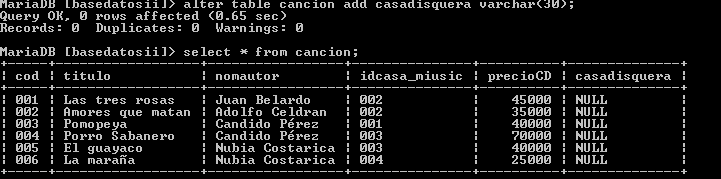 alter table cancion add casadisquera varchar(30);
Query OK, 0 rows affected (0.65 sec)
Records: 0  Duplicates: 0  Warnings: 0
MariaDB [basedatosii]> select * from cancion;
| cod | titulo | nomautor | idcasa_miusic | precioCD | casadisquera |
| 001 | Las tres rosas | Juan Belardo | 002 | 45000 | NULL |
| 002 | Amores que matan | Adolfo Celdran | 002 | 35000 | NULL |
| 003 | Pomopeya | Candido Pérez | 001 | 40000 | NULL |
| 004 | Porro Sabanero | Candido Pérez | 003 | 70000 | NULL |
| 005 | El guayaco | Nubia Costarica | 003 | 40000 | NULL |
| 006 | La maraña | Nubia Costarica | 004 | 25000 | NULL |